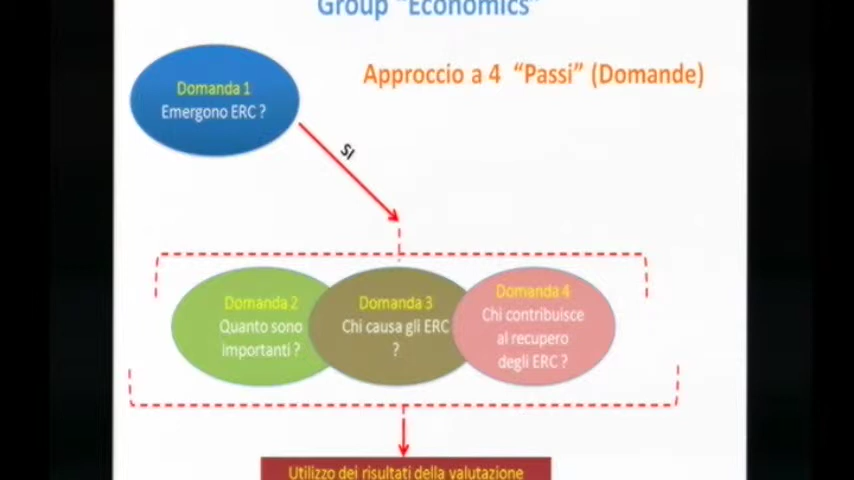 Group "Economics"
Approccio a 4 "Passi" (Domande)
Domanda 1
Emergono ERC ?
SI
Domanda 2
Quanto sono
importanti ?
Domanda 3
Chi causa gli ERC
?
Domanda 4
Chi contribuisce
al recupero
degli ERC ?
Utilizzo dei risultati della valutazione